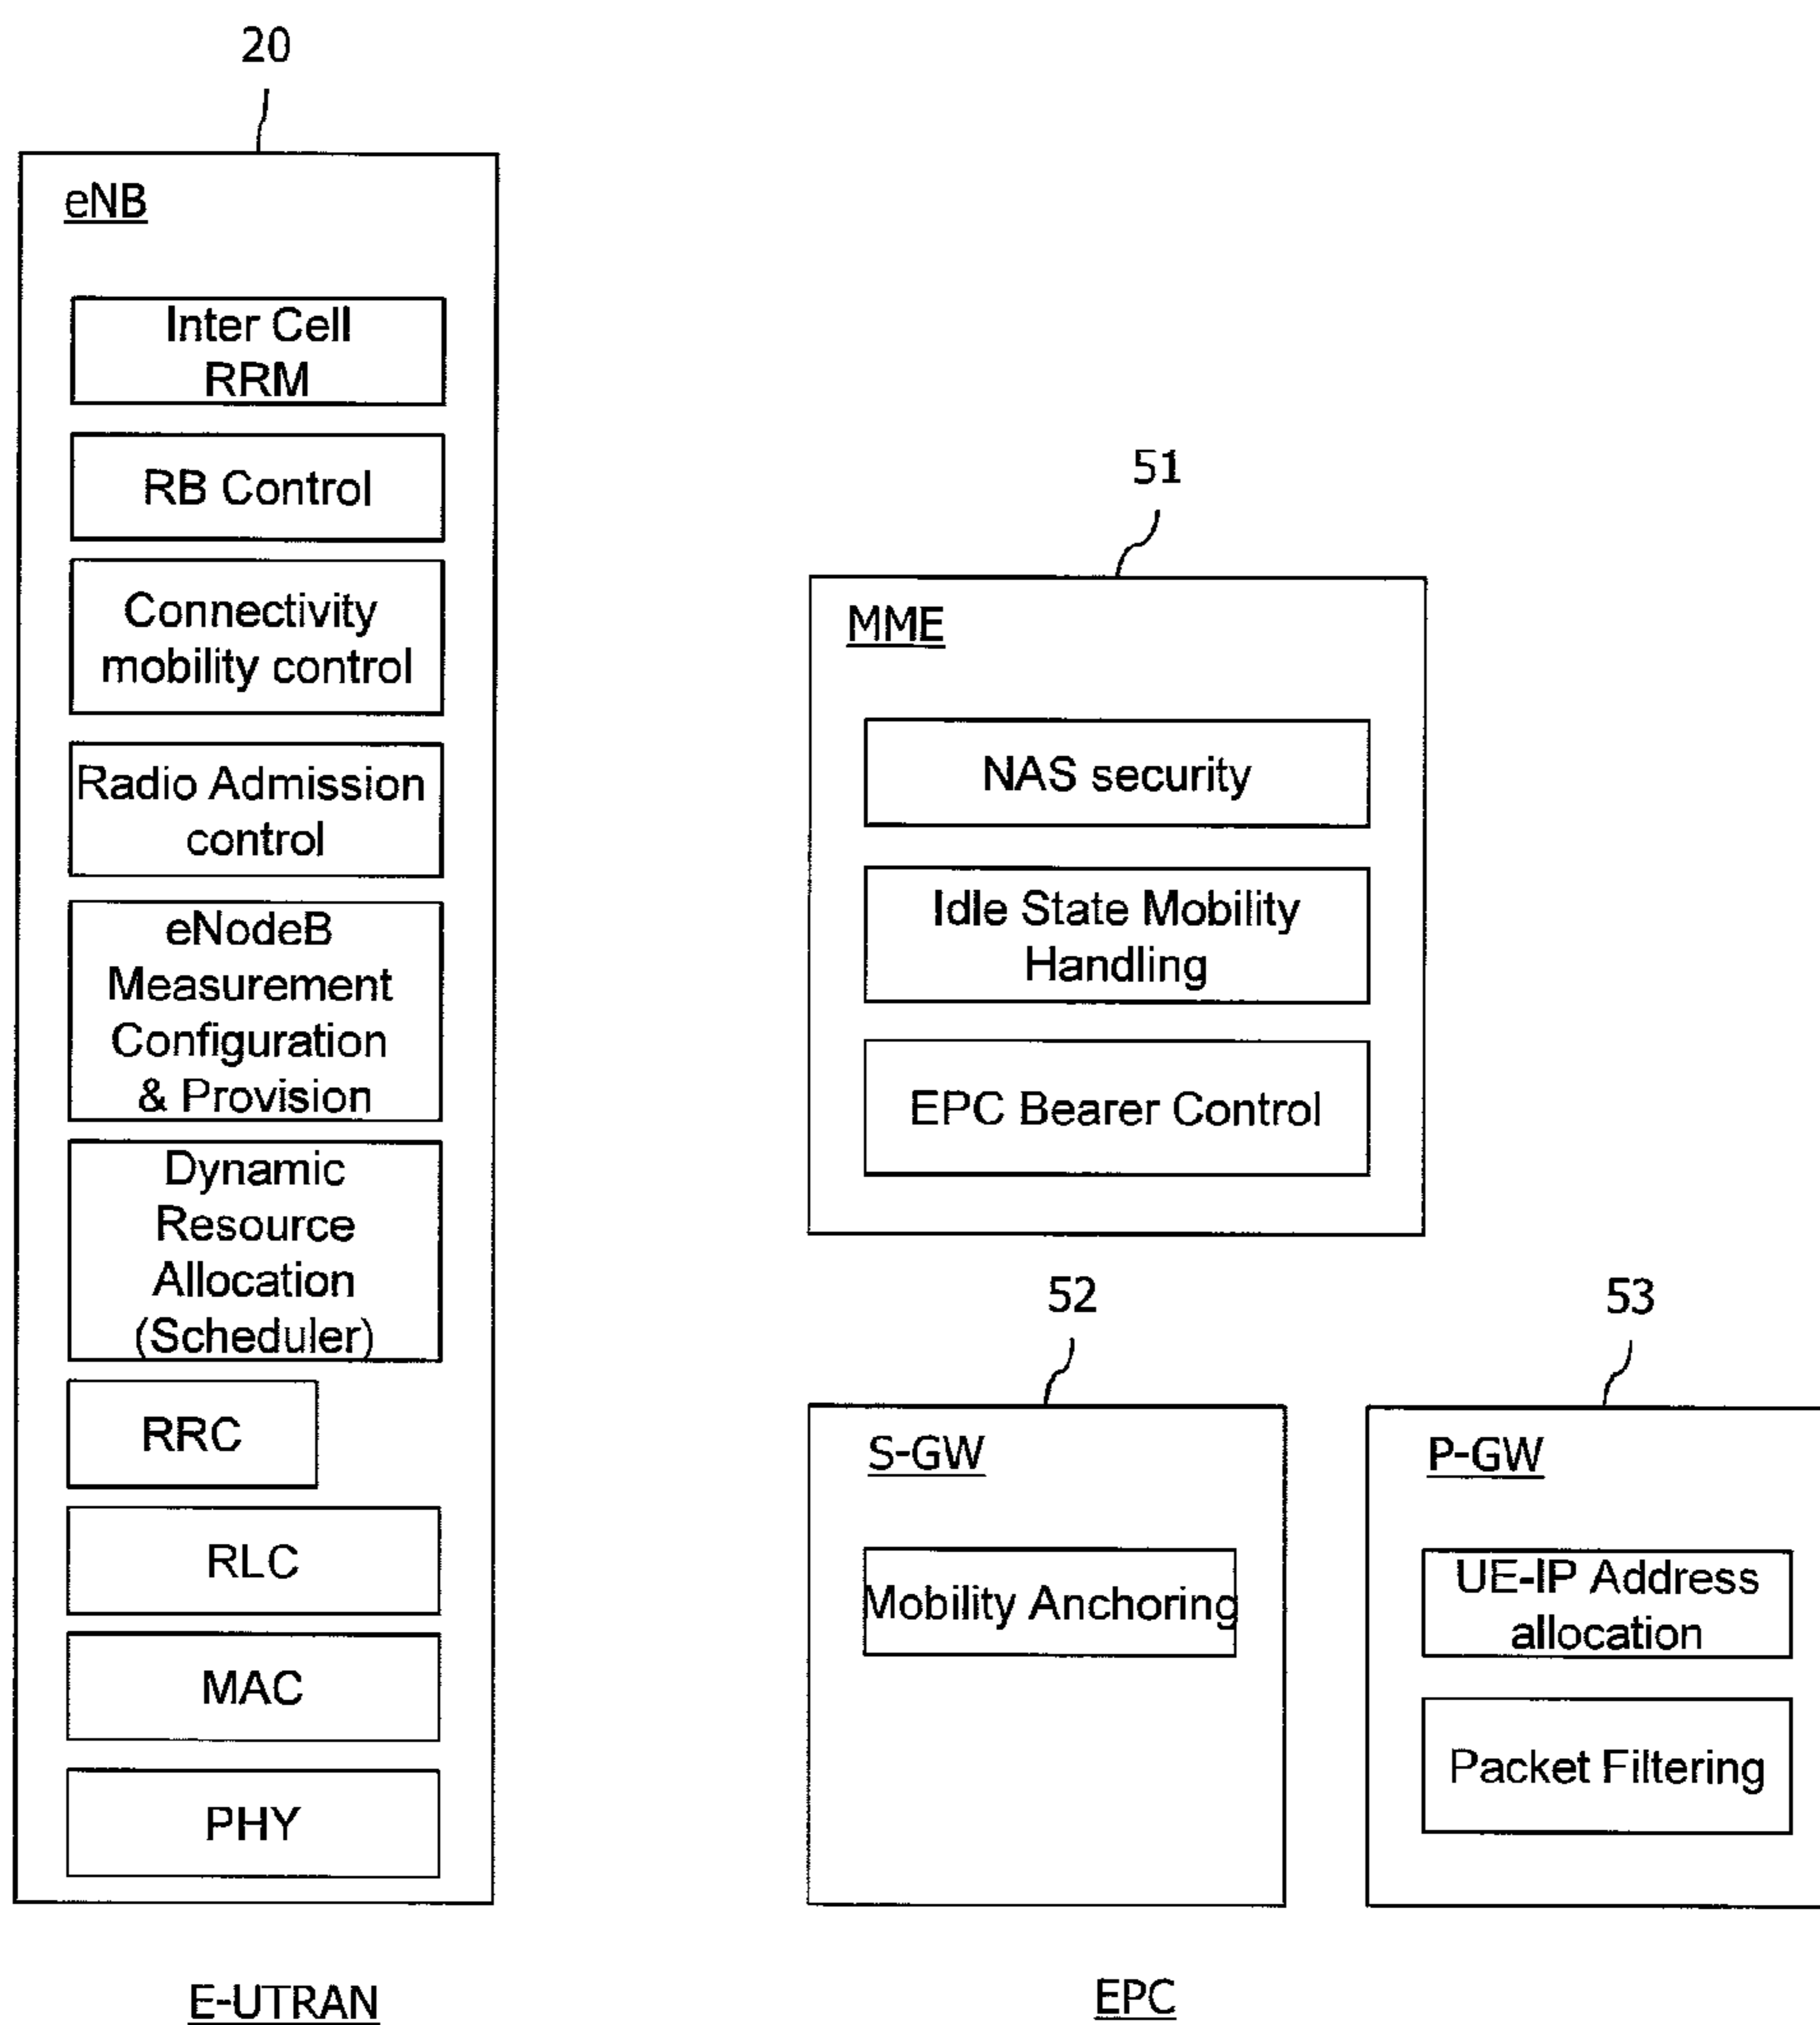 20
eNB
Inter Cell
RRM
RB Control
Connectivity
mobility control
Radio Admission
control
eNodeB
Measurement
Configuration
& Provision
Dynamic
Resource
Allocation
(Scheduler)
RRC
RLC
MAC
PHY
E-UTRAN
51
MME
NAS security
Idle State Mobility
Handling
EPC Bearer Control
52
S-GW
Mobility Anchoring
53
P-GW
UE-IP Address
allocation
Packet Filtering
EPC